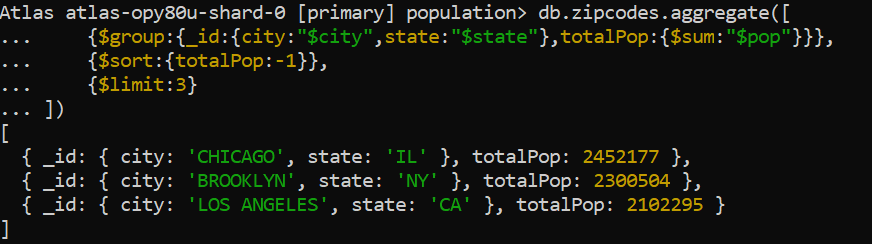 Atlas atlas-opy80u-shard-0 [primary] population> db.zipcodes.aggregate([
...     {$group:{_id:{city:"$city",state:"$state"},totalPop:{$sum:"$pop"}}},
...     {$sort:{totalPop:-1}},
...     {$limit:3}
... ])
[
  { _id: { city: 'CHICAGO', state: 'IL' }, totalPop: 2452177 },
  { _id: { city: 'BROOKLYN', state: 'NY' }, totalPop: 2300504 },
  { _id: { city: 'LOS ANGELES', state: 'CA' }, totalPop: 2102295 }
]